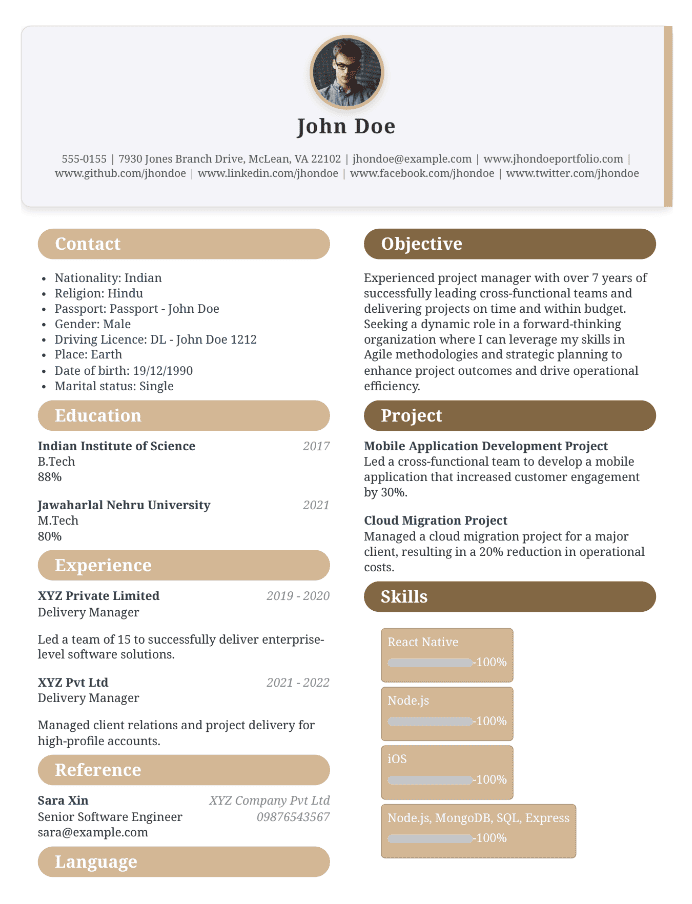 John Doe
555-0155 | 7930 Jones Branch Drive, McLean, VA 22102 | jhondoe@example.com | www.jhondoeportfolio.com |
www.github.com/jhondoe | www.linkedin.com/jhondoe | www.facebook.com/jhondoe | www.twitter.com/jhondoe
Contact
• Nationality: Indian
• Religion: Hindu
• Passport: Passport - John Doe
• Gender: Male
• Driving Licence: DL - John Doe 1212
• Place: Earth
• Date of birth: 19/12/1990
• Marital status: Single
Education
Indian Institute of Science 2017
B.Tech
88%
Jawaharlal Nehru University 2021
M.Tech
80%
Experience
XYZ Private Limited 2019 - 2020
Delivery Manager
Led a team of 15 to successfully deliver enterprise-
level software solutions.
XYZ Pvt Ltd 2021 - 2022
Delivery Manager
Managed client relations and project delivery for
high-profile accounts.
Reference
Sara Xin XYZ Company Pvt Ltd
Senior Software Engineer 09876543567
sara@example.com
Language
Objective
Experienced project manager with over 7 years of
successfully leading cross-functional teams and
delivering projects on time and within budget.
Seeking a dynamic role in a forward-thinking
organization where I can leverage my skills in
Agile methodologies and strategic planning to
enhance project outcomes and drive operational
efficiency.
Project
Mobile Application Development Project
Led a cross-functional team to develop a mobile
application that increased customer engagement
by 30%.
Cloud Migration Project
Managed a cloud migration project for a major
client, resulting in a 20% reduction in operational
costs.
Skills
React Native
-100%
Node.js
-100%
iOS
-100%
Node.js, MongoDB, SQL, Express
-100%